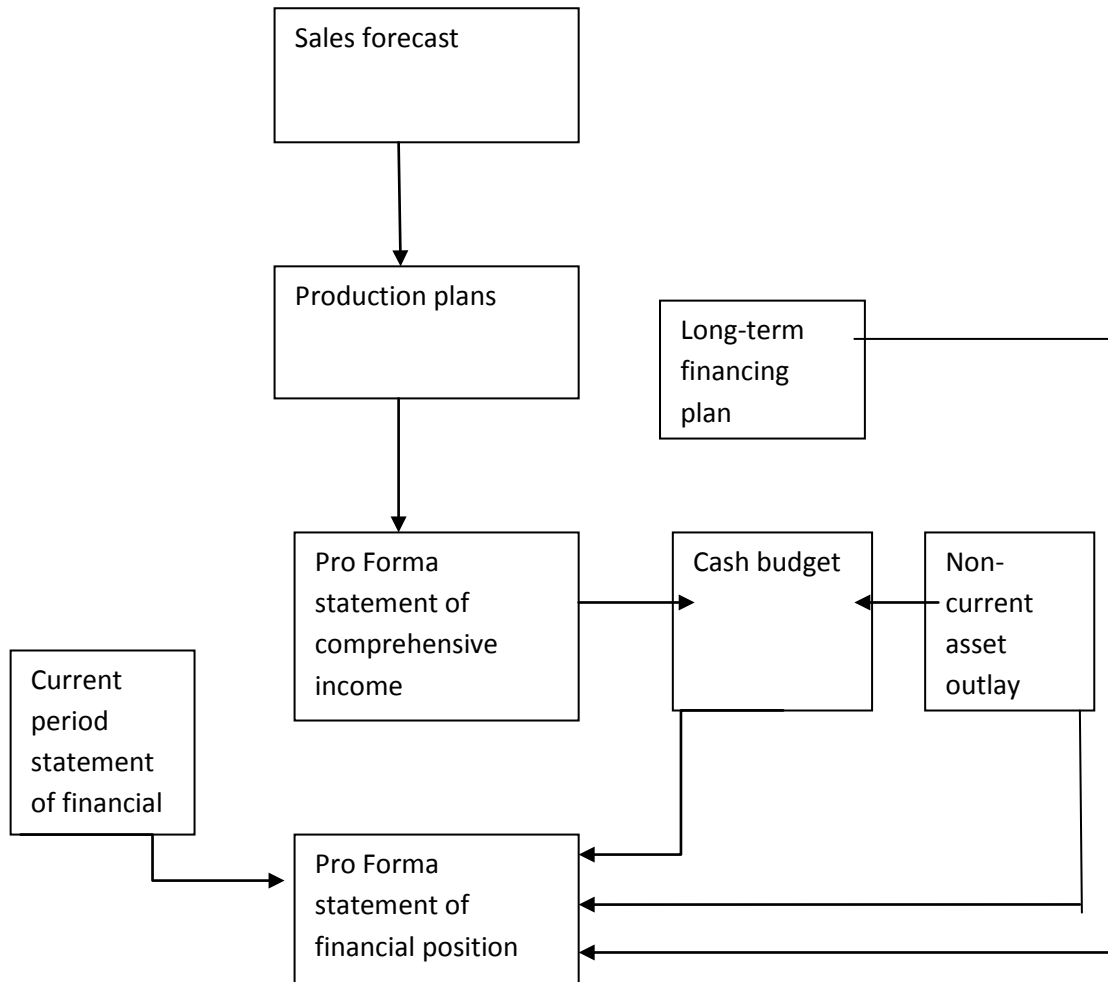 Sales forecast
Production plans
Long-term
financing
plan
Pro Forma
statement of
comprehensive
income
Cash budget
Non-
current
asset
outlay
Current
period
statement
of financial
Pro Forma
statement of
financial position